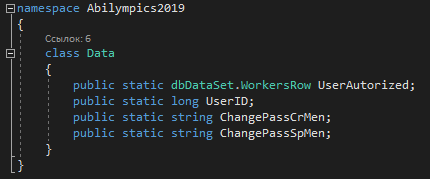 namespace Abilympics2019
{
Ссылок: 6
class Data
{
public static dbDataSet.WorkersRow UserAutorized;
public static long UserID;
public static string ChangePassCrMen;
public static string ChangePassSpMen;
}
}